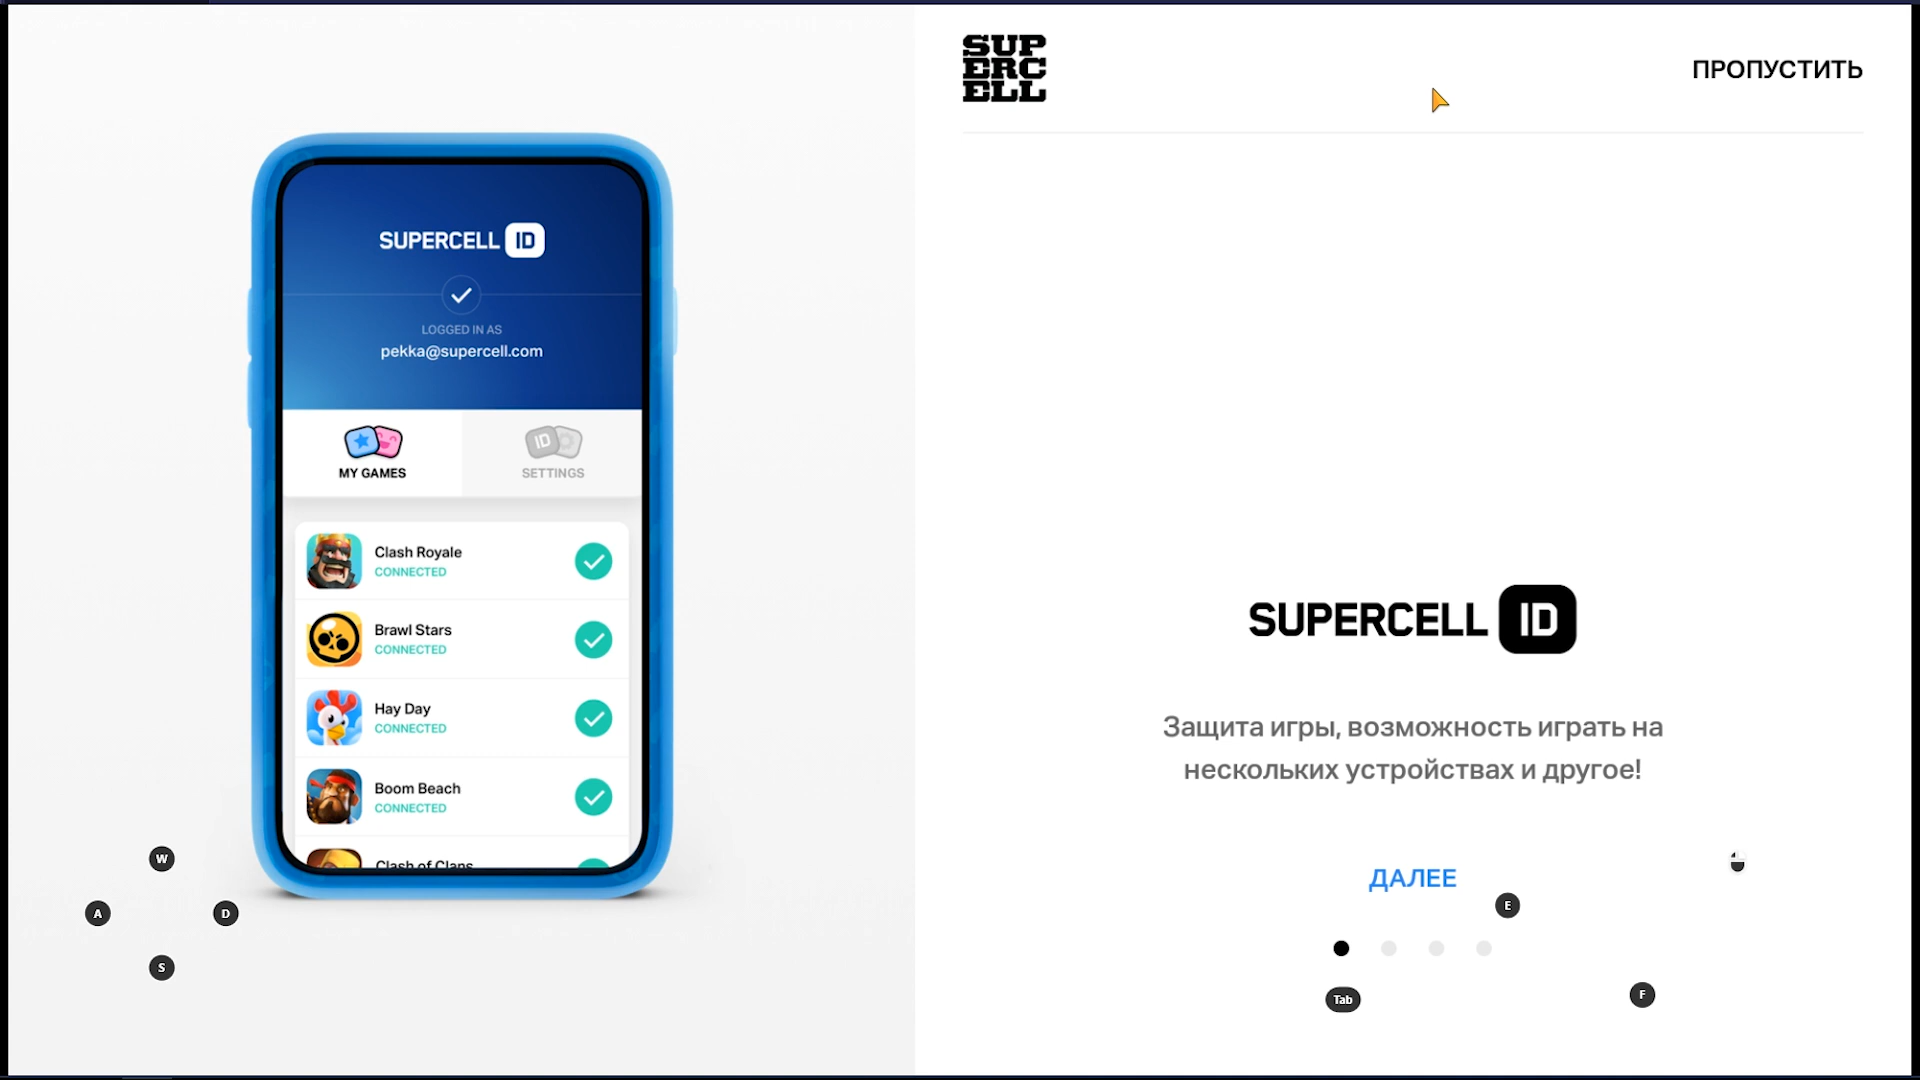 SUPERCELL ID
LOGGED IN AS
pekka@supercell.com
MY GAMES
SETTINGS
ID
Clash Royale
CONNECTED
Brawl Stars
CONNECTED
Hay Day
CONNECTED
Boom Beach
CONNECTED
Clash of Clans
W
A
D
S
SUP
ERC
ELL
ПРОПУСТИТЬ
SUPERCELL ID
Защита игры, возможность играть на
нескольких устройствах и другое!
ДАЛЕЕ
E
Tab
F